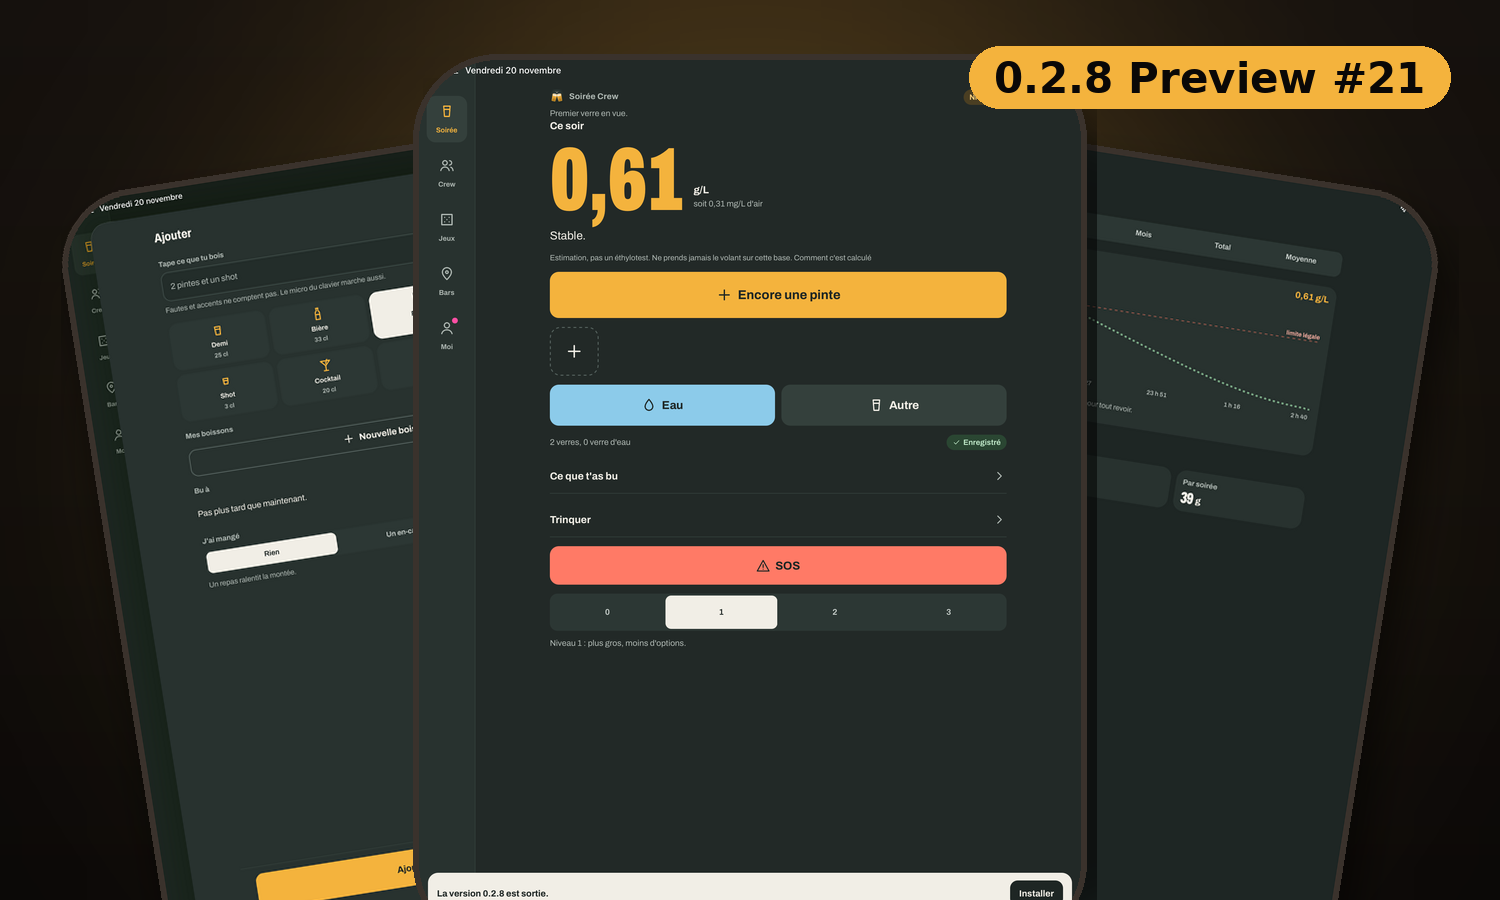 0.2.8 Preview #21
Vendredi 20 novembre
Ajouter
Tape ce que tu bois
2 pintes et un shot
Fautes et accents ne comptent pas. Le micro du clavier marche aussi.
Demi
25 cl
Bière
33 cl
Shot
3 cl
Cocktail
20 cl
Mes boissons
Bu à
Pas plus tard que maintenant.
J'ai mangé
Rien
Un repas ralentit la montée.
Vendredi 20 novembre
Soirée
Crew
Jeux
Bars
Moi
Soirée Crew
Premier verre en vue.
Ce soir
0,61
g/L
soit 0,31 mg/L d'air
Stable.
Estimation, pas un éthylotest. Ne prends jamais le volant sur cette base. Comment c'est calculé
Encore une pinte
Eau
Autre
2 verres, 0 verre d'eau
Enregistré
Ce que t'as bu
Trinquer
SOS
0 1 2 3
Niveau 1 : plus gros, moins d'options.
La version 0.2.8 est sortie.
Installer
Mois Total Moyenne
0,61 g/L
limite légale
23 h 51 1 h 16 2 h 40
tout revoir.
Par soirée
39 g